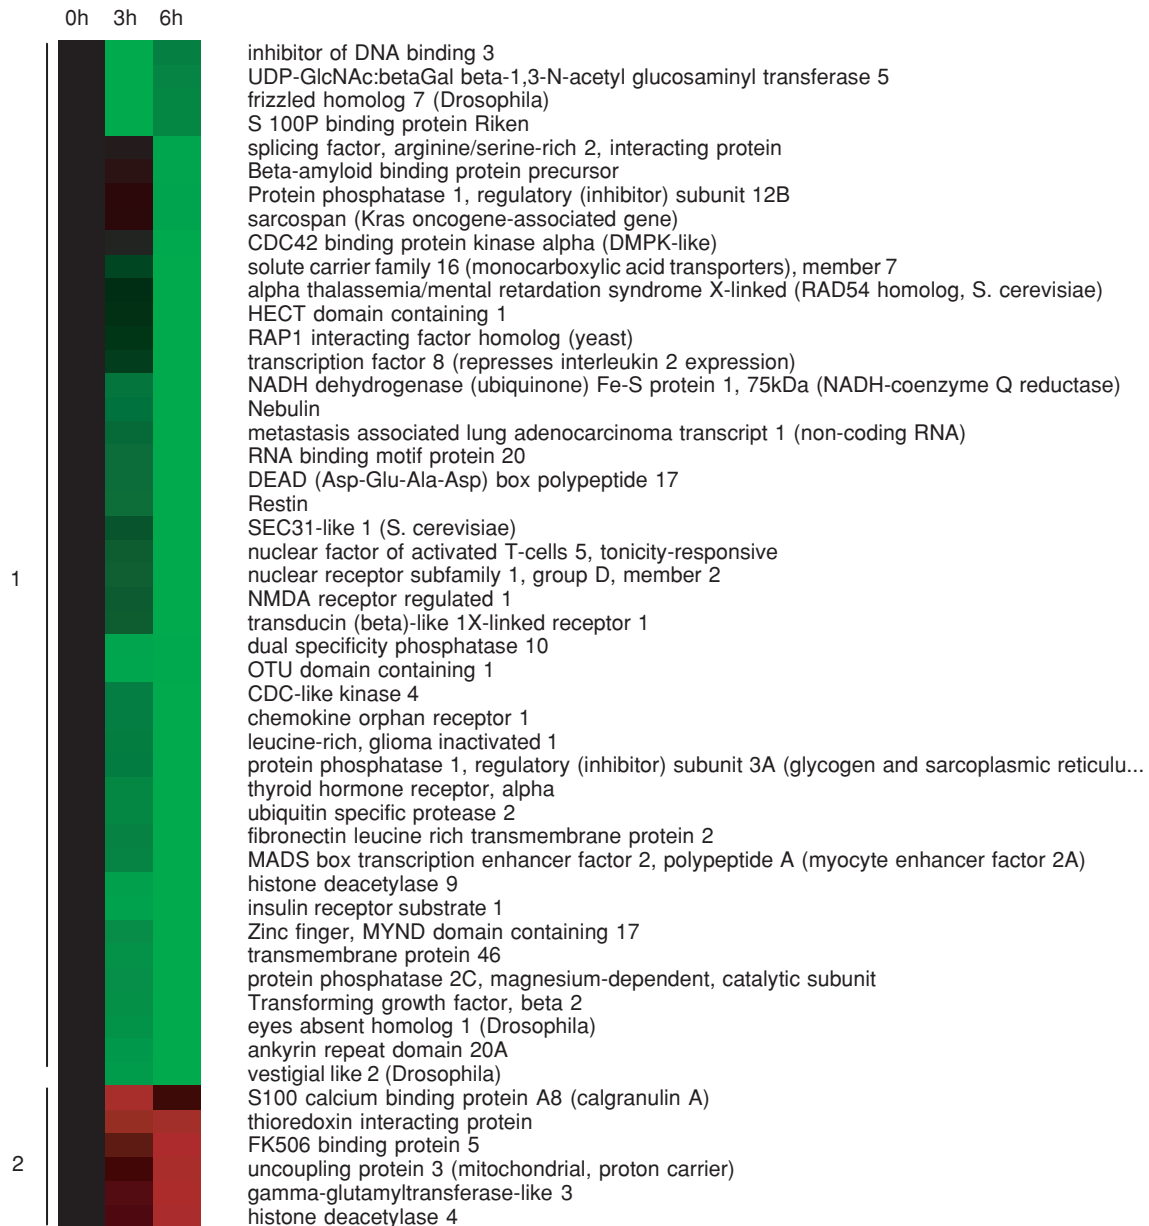 0h 3h 6h
inhibitor of DNA binding 3
UDP-GlcNAc:betaGal beta-1,3-N-acetyl glucosaminyl transferase 5
frizzled homolog 7 (Drosophila)
S 100P binding protein Riken
splicing factor, arginine/serine-rich 2, interacting protein
Beta-amyloid binding protein precursor
Protein phosphatase 1, regulatory (inhibitor) subunit 12B
sarcospan (Kras oncogene-associated gene)
CDC42 binding protein kinase alpha (DMPK-like)
solute carrier family 16 (monocarboxylic acid transporters), member 7
alpha thalassemia/mental retardation syndrome X-linked (RAD54 homolog, S. cerevisiae)
HECT domain containing 1
RAP1 interacting factor homolog (yeast)
transcription factor 8 (represses interleukin 2 expression)
NADH dehydrogenase (ubiquinone) Fe-S protein 1, 75kDa (NADH-coenzyme Q reductase)
Nebulin
metastasis associated lung adenocarcinoma transcript 1 (non-coding RNA)
RNA binding motif protein 20
DEAD (Asp-Glu-Ala-Asp) box polypeptide 17
Restin
SEC31-like 1 (S. cerevisiae)
nuclear factor of activated T-cells 5, tonicity-responsive
1
nuclear receptor subfamily 1, group D, member 2
NMDA receptor regulated 1
transducin (beta)-like 1X-linked receptor 1
dual specificity phosphatase 10
OTU domain containing 1
CDC-like kinase 4
chemokine orphan receptor 1
leucine-rich, glioma inactivated 1
protein phosphatase 1, regulatory (inhibitor) subunit 3A (glycogen and sarcoplasmic reticulu...
thyroid hormone receptor, alpha
ubiquitin specific protease 2
fibronectin leucine rich transmembrane protein 2
MADS box transcription enhancer factor 2, polypeptide A (myocyte enhancer factor 2A)
histone deacetylase 9
insulin receptor substrate 1
Zinc finger, MYND domain containing 17
transmembrane protein 46
protein phosphatase 2C, magnesium-dependent, catalytic subunit
Transforming growth factor, beta 2
eyes absent homolog 1 (Drosophila)
ankyrin repeat domain 20A
vestigial like 2 (Drosophila)
S100 calcium binding protein A8 (calgranulin A)
thioredoxin interacting protein
FK506 binding protein 5
2
uncoupling protein 3 (mitochondrial, proton carrier)
gamma-glutamyltransferase-like 3
histone deacetylase 4